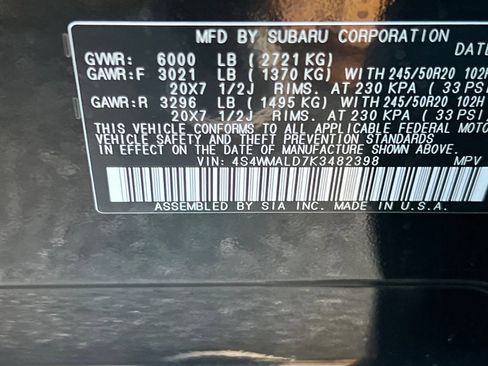 MFD BY SUBARU CORPORATION DATE
GVWR: 6000 LB (2721 KG)
GAWR:F 3021 LB (1370 KG) WITH 245/50R20 102H
20X7 1/2J RIMS. AT 230 KPA (33 PSI
GAWR:R 3296 LB (1495 KG) WITH 245/50R20 102H
20X7 1/2J RIMS. AT 230 KPA (33 PSI
THIS VEHICLE CONFORMS TO ALL APPLICABLE FEDERAL MOTO
VEHICLE SAFETY AND BUMPER STANDARDS
IN EFFECT ON THE DATE OF MANUFACTURE SHOWN ABOVE.
VIN: 4S4WMALD7K3482398 MPV
ASSEMBLED BY SIA INC. MADE IN U.S.A.